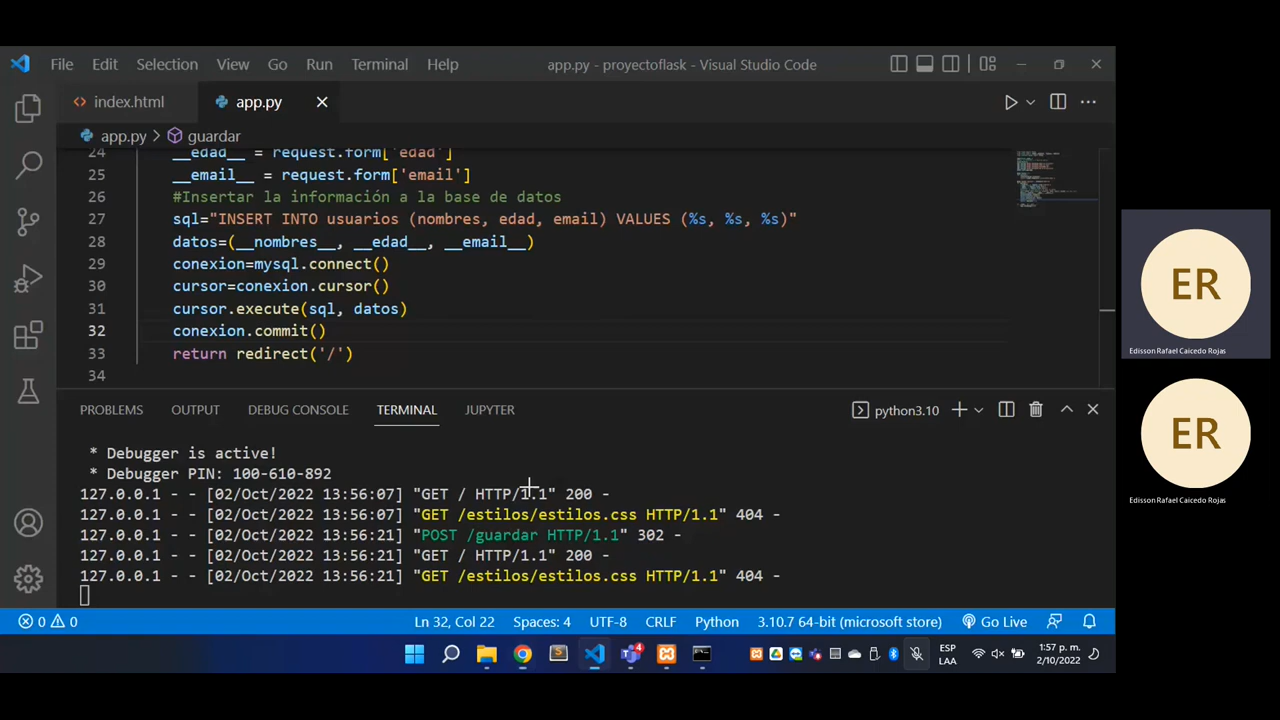 File Edit Selection View Go Run Terminal Help app.py - proyectoflask - Visual Studio Code
index.html app.py
app.py > guardar
24 __edad__ = request.form['edad']
25 __email__ = request.form['email']
26 #Insertar la información a la base de datos
27 sql="INSERT INTO usuarios (nombres, edad, email) VALUES (%s, %s, %s)"
28 datos=(__nombres__, __edad__, __email__)
29 conexion=mysql.connect()
30 cursor=conexion.cursor()
31 cursor.execute(sql, datos)
32 conexion.commit()
33 return redirect('/')
34
PROBLEMS OUTPUT DEBUG CONSOLE TERMINAL JUPYTER python3.10
* Debugger is active!
* Debugger PIN: 100-610-892
127.0.0.1 - - [02/Oct/2022 13:56:07] "GET / HTTP/1.1" 200 -
127.0.0.1 - - [02/Oct/2022 13:56:07] "GET /estilos/estilos.css HTTP/1.1" 404 -
127.0.0.1 - - [02/Oct/2022 13:56:21] "POST /guardar HTTP/1.1" 302 -
127.0.0.1 - - [02/Oct/2022 13:56:21] "GET / HTTP/1.1" 200 -
127.0.0.1 - - [02/Oct/2022 13:56:21] "GET /estilos/estilos.css HTTP/1.1" 404 -
0 0 Ln 32, Col 22 Spaces: 4 UTF-8 CRLF Python 3.10.7 64-bit (microsoft store) Go Live
4 ESP LAA 1:57 p. m. 2/10/2022
ER
Edisson Rafael Caicedo Rojas
ER
Edisson Rafael Caicedo Rojas